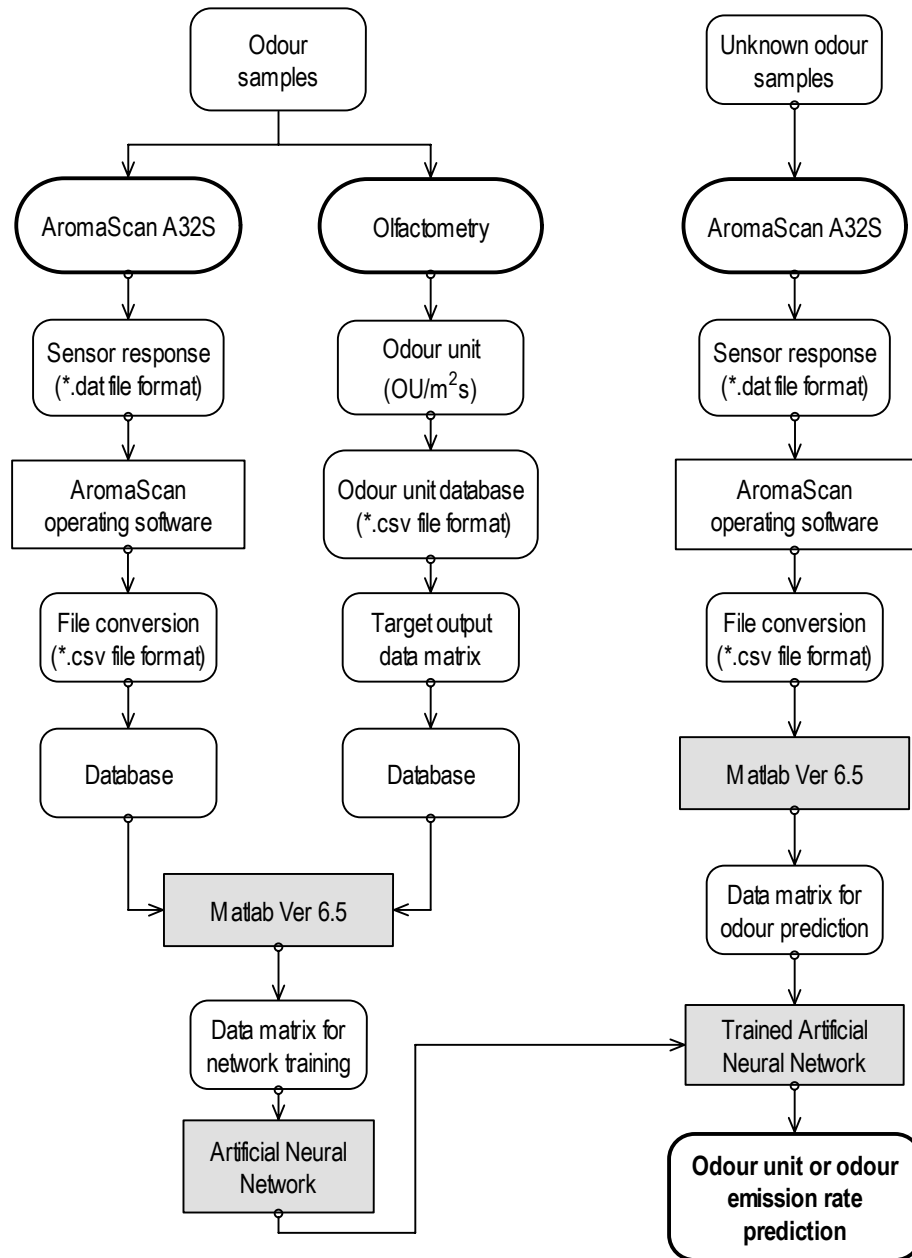 Odour
samples
AromaScan A32S
Olfactometry
Sensor response
(*.dat file format)
Odour unit
(OU/m²s)
AromaScan
operating software
Odour unit database
(*.csv file format)
File conversion
(*.csv file format)
Target output
data matrix
Database
Database
Matlab Ver 6.5
Data matrix for
network training
Artificial Neural
Network
Unknown odour
samples
AromaScan A32S
Sensor response
(*.dat file format)
AromaScan
operating software
File conversion
(*.csv file format)
Matlab Ver 6.5
Data matrix for
odour prediction
Trained Artificial
Neural Network
Odour unit or odour
emission rate
prediction